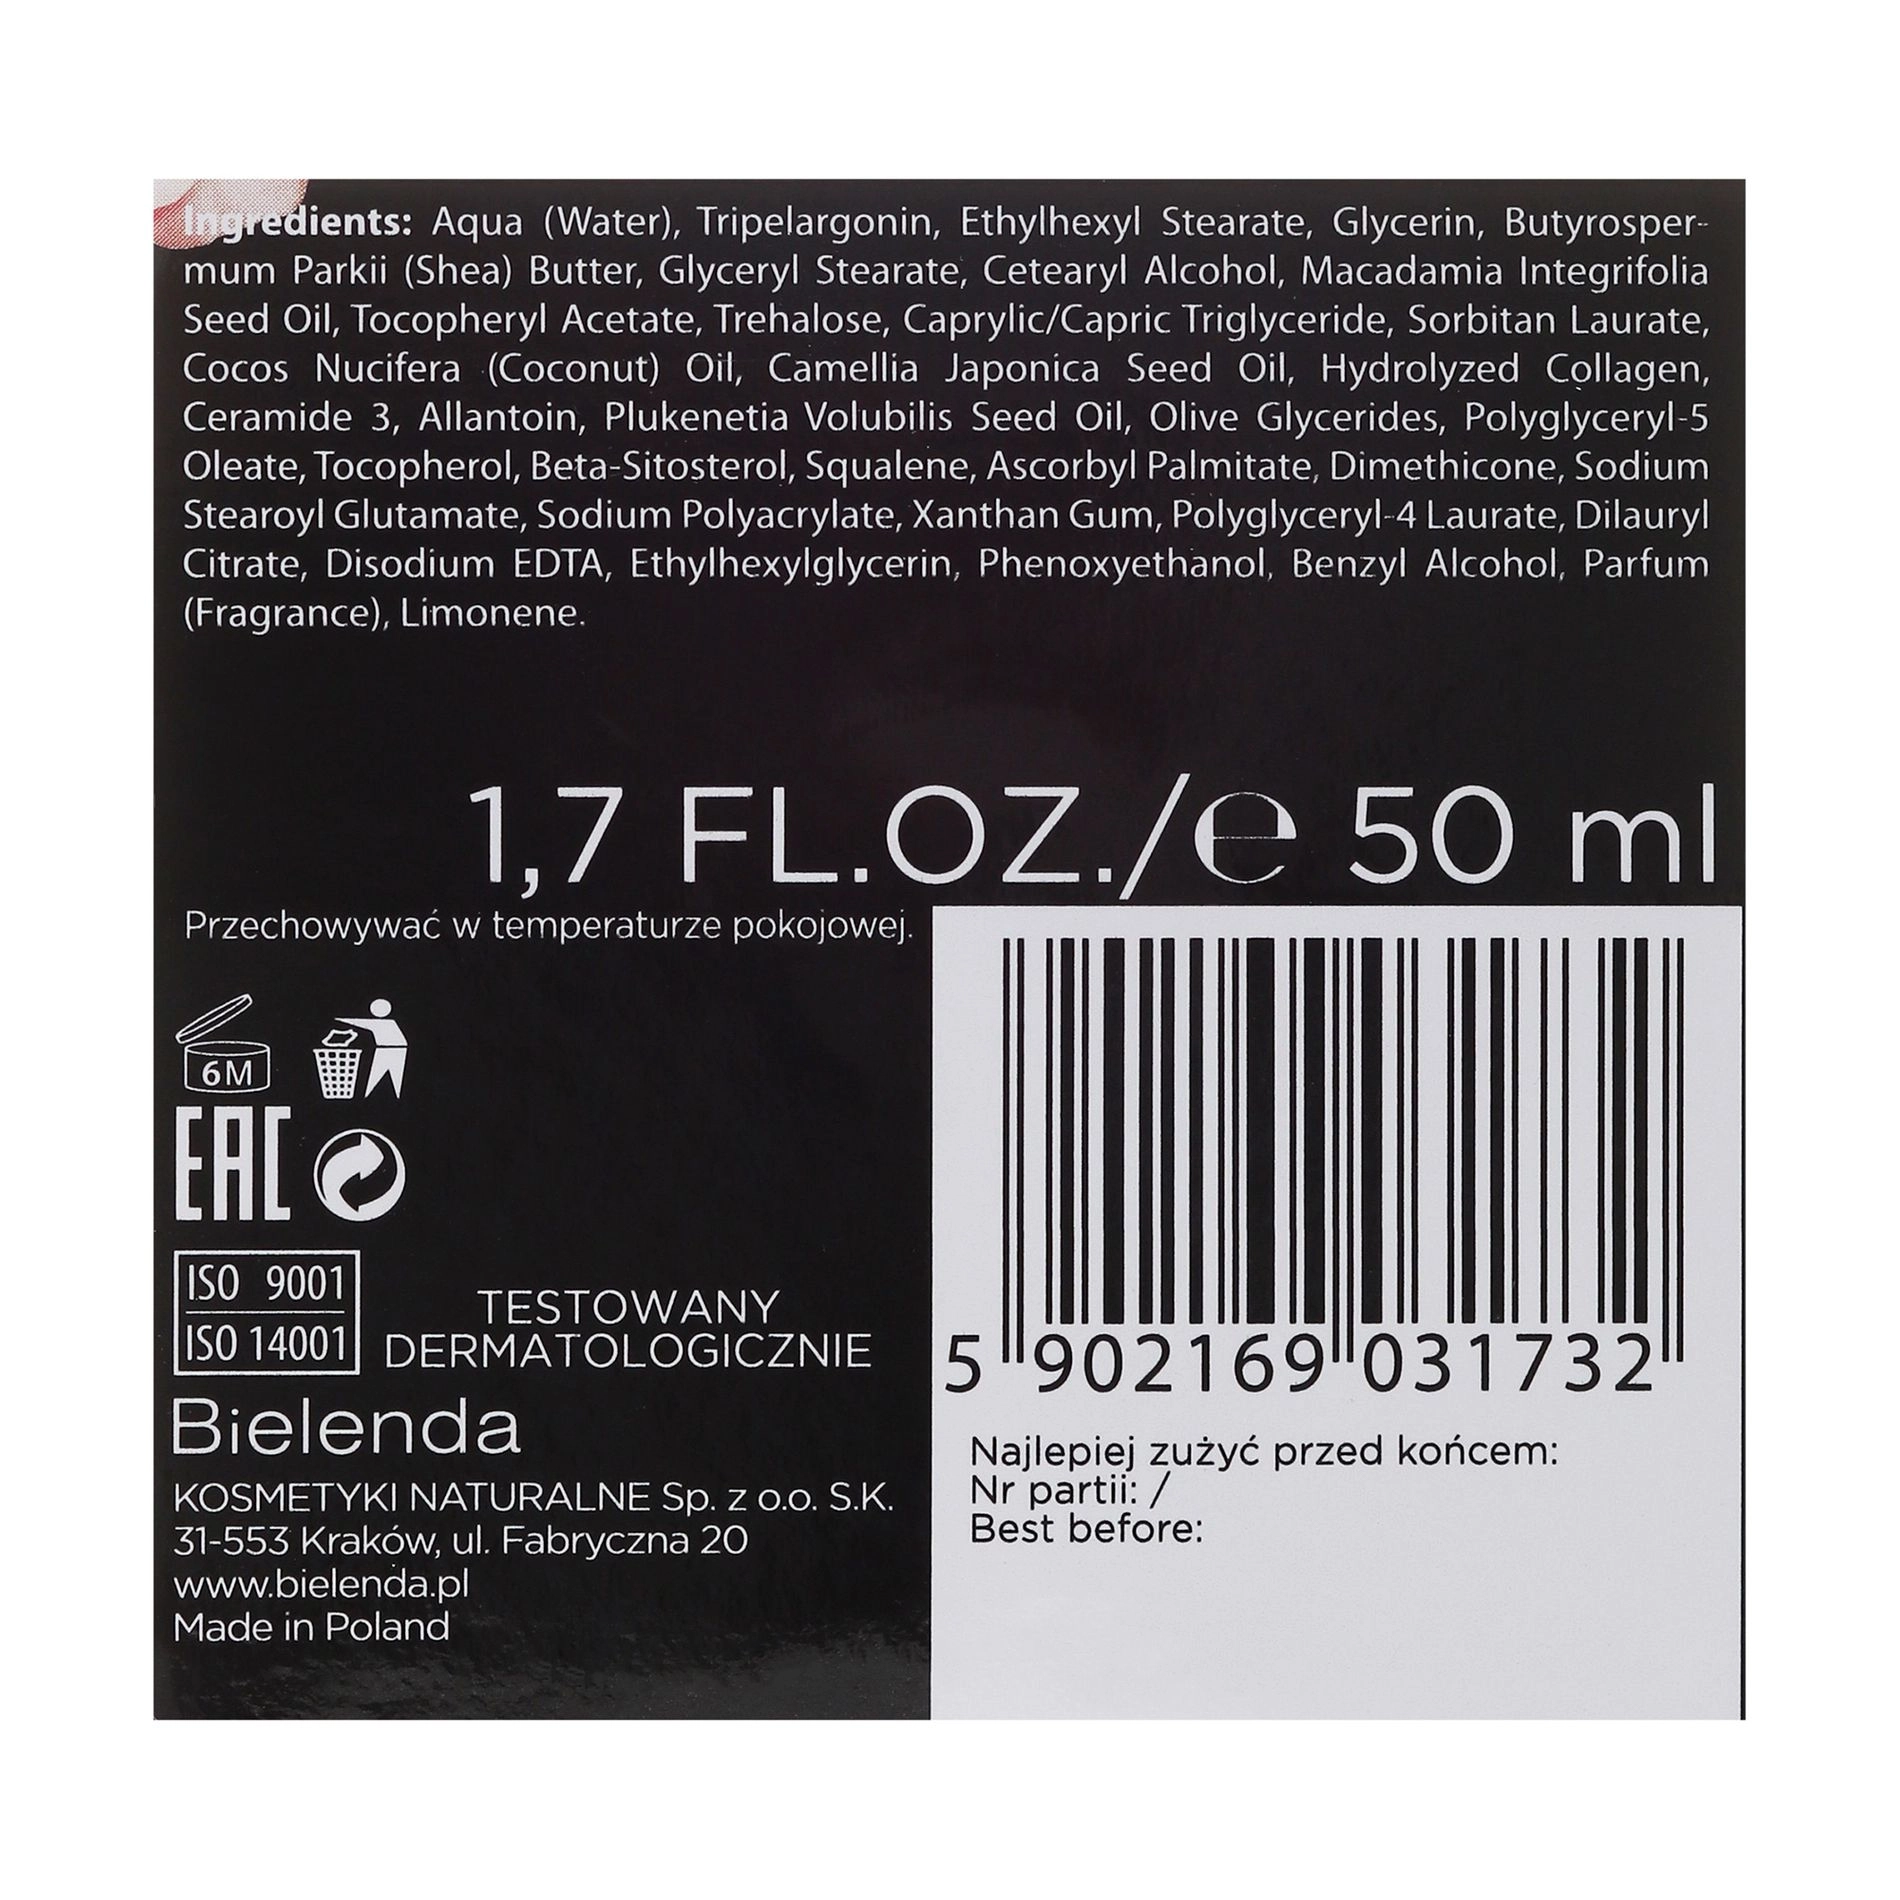 Ingredients: Aqua (Water), Tripelargonin, Ethylhexyl Stearate, Glycerin, Butyrosper-
mum Parkii (Shea) Butter, Glyceryl Stearate, Cetearyl Alcohol, Macadamia Integrifolia
Seed Oil, Tocopheryl Acetate, Trehalose, Caprylic/Capric Triglyceride, Sorbitan Laurate,
Cocos Nucifera (Coconut) Oil, Camellia Japonica Seed Oil, Hydrolyzed Collagen,
Ceramide 3, Allantoin, Plukenetia Volubilis Seed Oil, Olive Glycerides, Polyglyceryl-5
Oleate, Tocopherol, Beta-Sitosterol, Squalene, Ascorbyl Palmitate, Dimethicone, Sodium
Stearoyl Glutamate, Sodium Polyacrylate, Xanthan Gum, Polyglyceryl-4 Laurate, Dilauryl
Citrate, Disodium EDTA, Ethylhexylglycerin, Phenoxyethanol, Benzyl Alcohol, Parfum
(Fragrance), Limonene.
1,7 FL.OZ./e 50 ml
Przechowywać w temperaturze pokojowej.
6M
EAC
ISO 9001
ISO 14001
TESTOWANY
DERMATOLOGICZNIE
Bielenda
KOSMETYKI NATURALNE Sp. z o.o. S.K.
31-553 Kraków, ul. Fabryczna 20
www.bielenda.pl
Made in Poland
5 902169 031732
Najlepiej zużyć przed końcem:
Nr partii: /
Best before: